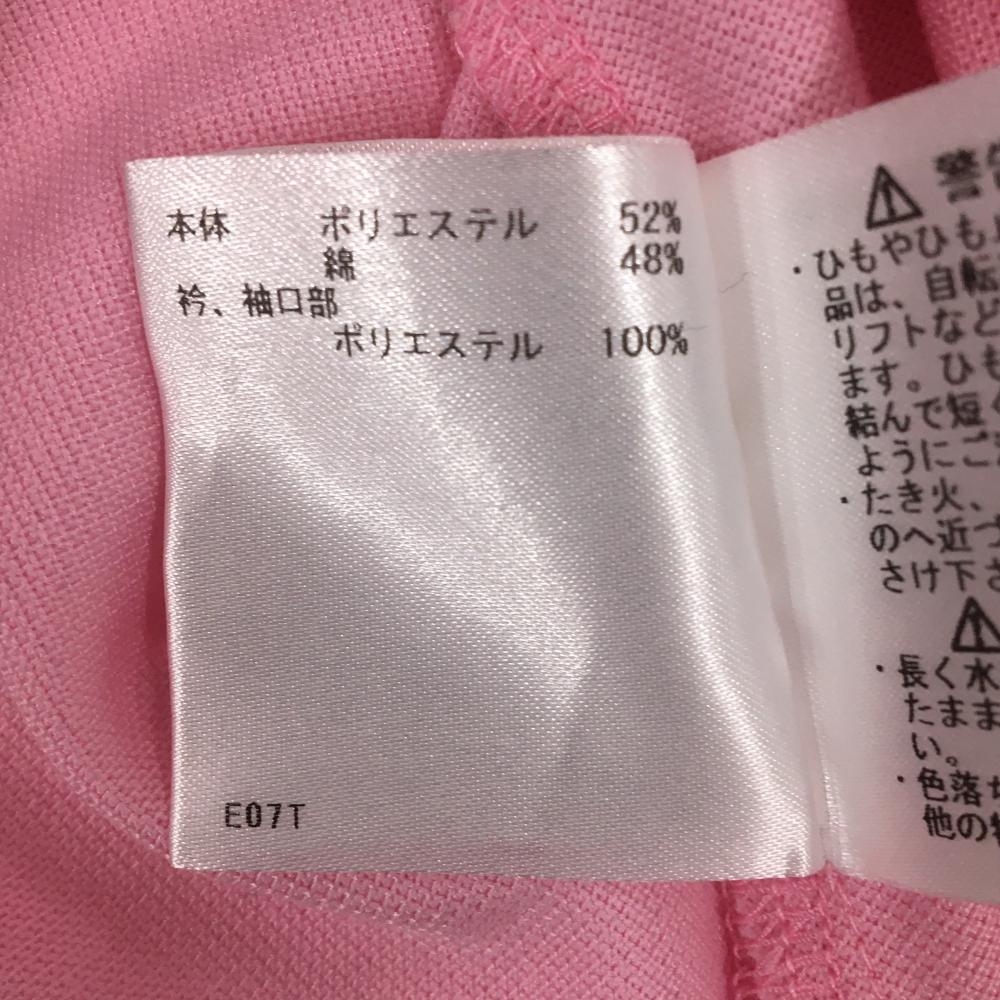 本体 ポリエステル 52%
綿 48%
衿、袖口部
ポリエステル 100%
E07T
警
・ひもやひも
品は、自転
リフトなど
ます。ひも
結んで短く
ようにご
・たき火、
のへ近づ
さけ下さ
・長く水
たまま
い。
・色落ち
他の